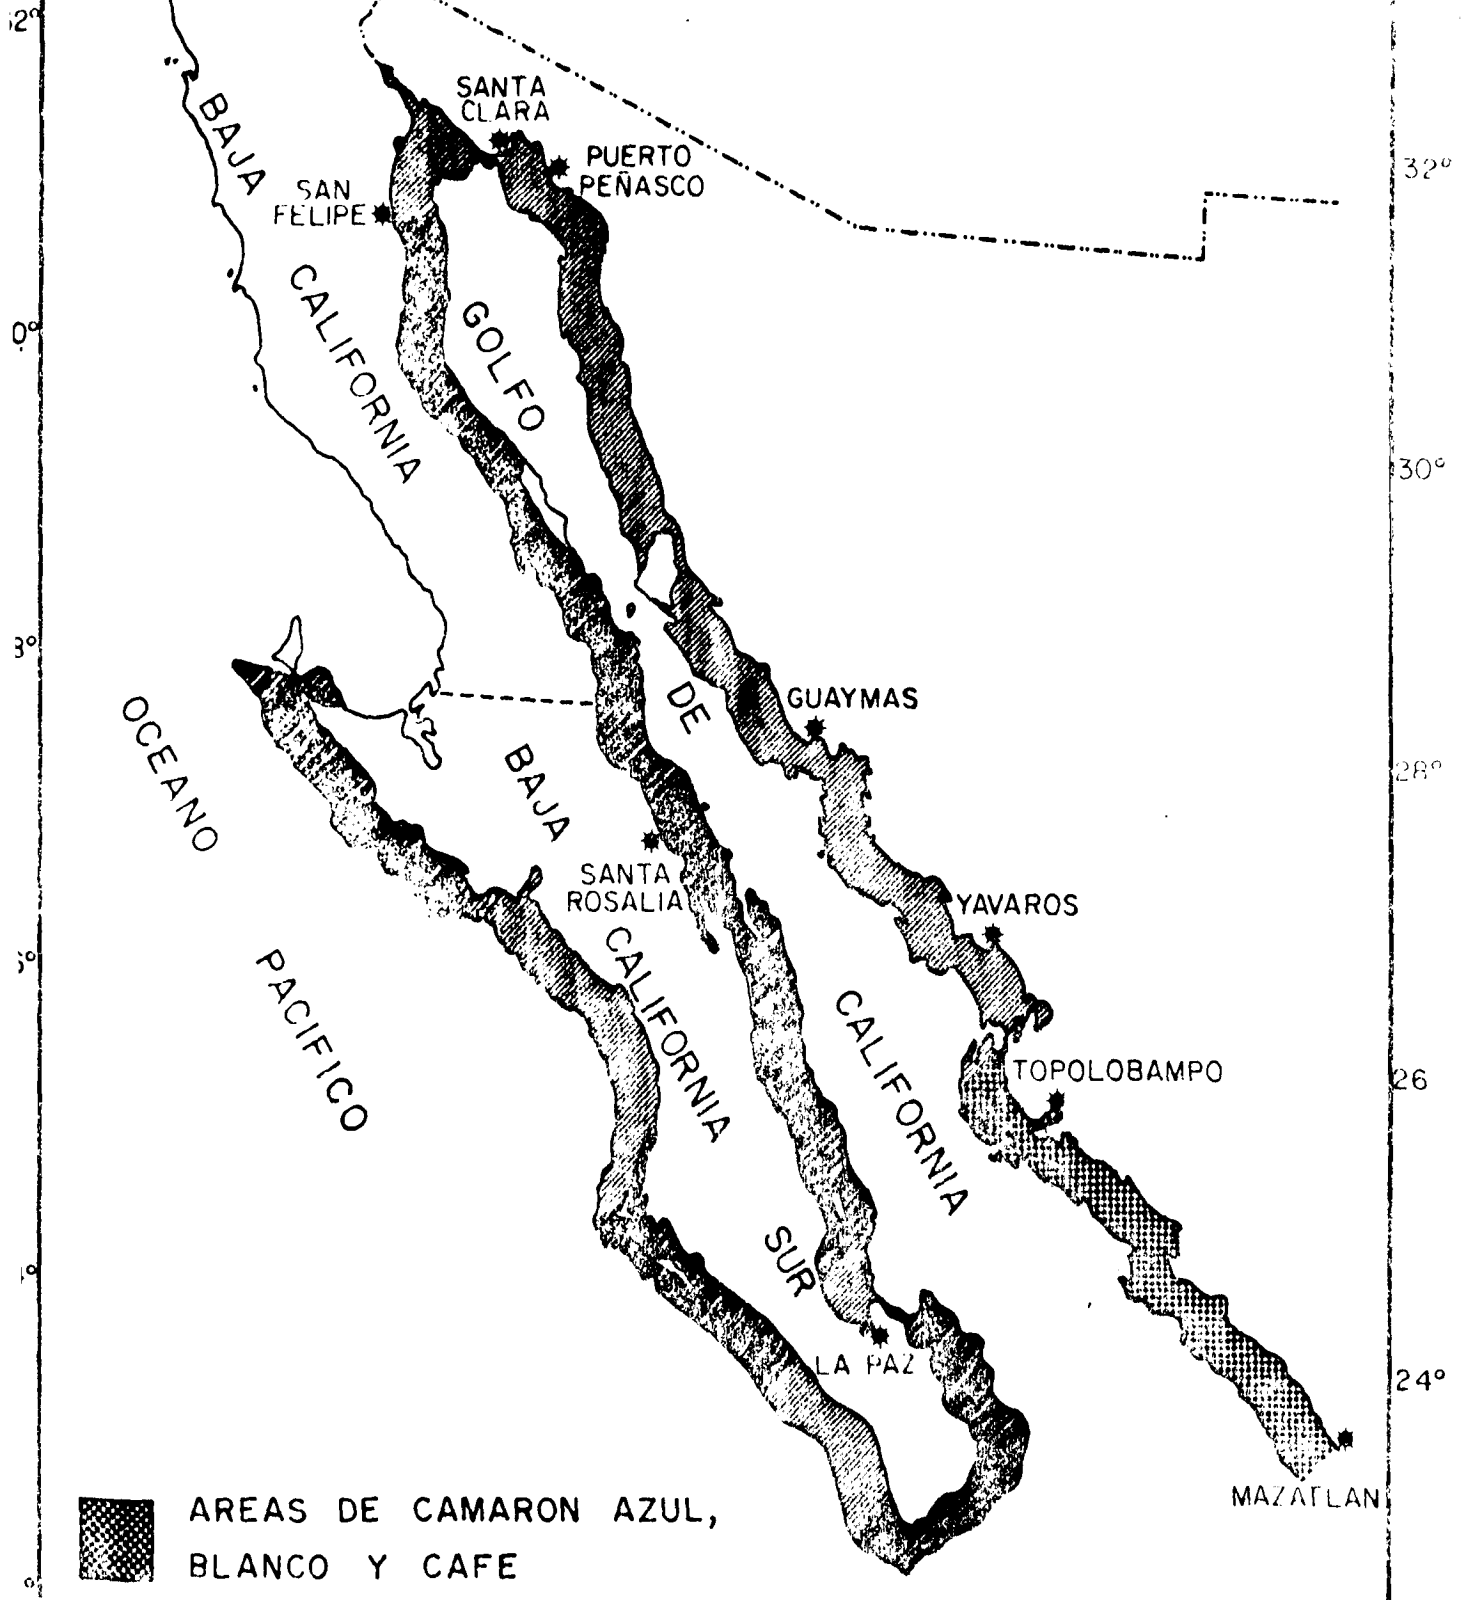 SANTA
CLARA
PUERTO
PEÑASCO
32°
SAN
FELIPE
BAJA
CALIFORNIA
GOLFO
DE
CALIFORNIA
30°
GUAYMAS
28°
OCEANO
PACIFICO
BAJA
CALIFORNIA
SUR
SANTA
ROSALIA
YAVAROS
TOPOLOBAMPO
26
24°
LA PAZ
MAZATLAN
AREAS DE CAMARON AZUL,
BLANCO Y CAFE